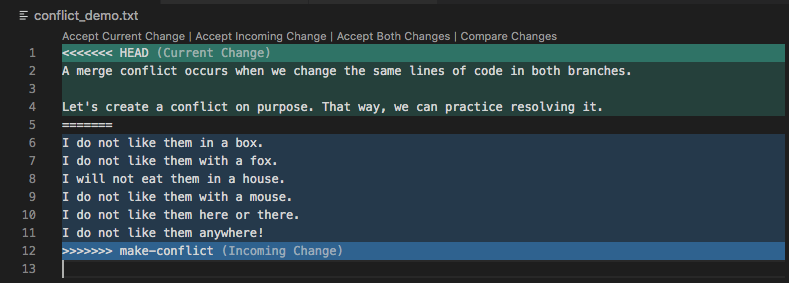 conflict_demo.txt
Accept Current Change | Accept Incoming Change | Accept Both Changes | Compare Changes
1 <<<<<<< HEAD (Current Change)
2 A merge conflict occurs when we change the same lines of code in both branches.
3
4 Let's create a conflict on purpose. That way, we can practice resolving it.
5 =======
6 I do not like them in a box.
7 I do not like them with a fox.
8 I will not eat them in a house.
9 I do not like them with a mouse.
10 I do not like them here or there.
11 I do not like them anywhere!
12 >>>>>>> make-conflict (Incoming Change)
13